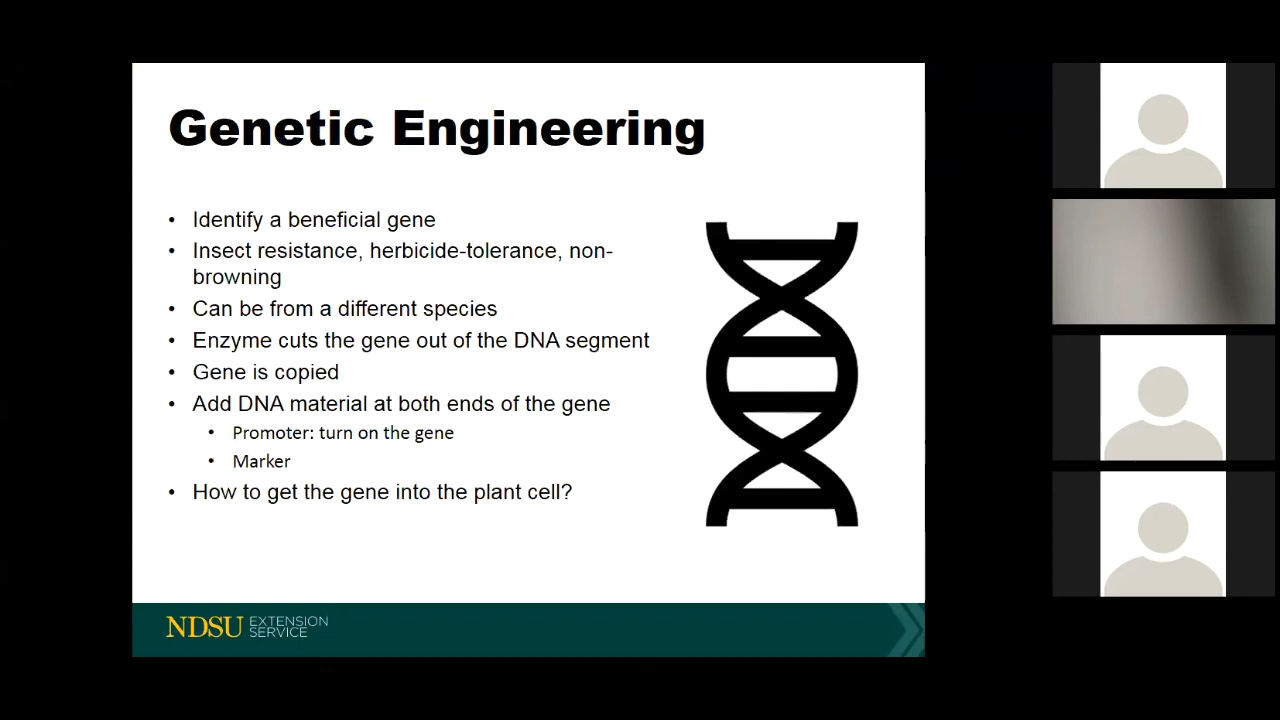 Genetic Engineering
• Identify a beneficial gene
• Insect resistance, herbicide-tolerance, non-
browning
• Can be from a different species
• Enzyme cuts the gene out of the DNA segment
• Gene is copied
• Add DNA material at both ends of the gene
• Promoter: turn on the gene
• Marker
• How to get the gene into the plant cell?
NDSU EXTENSION
SERVICE